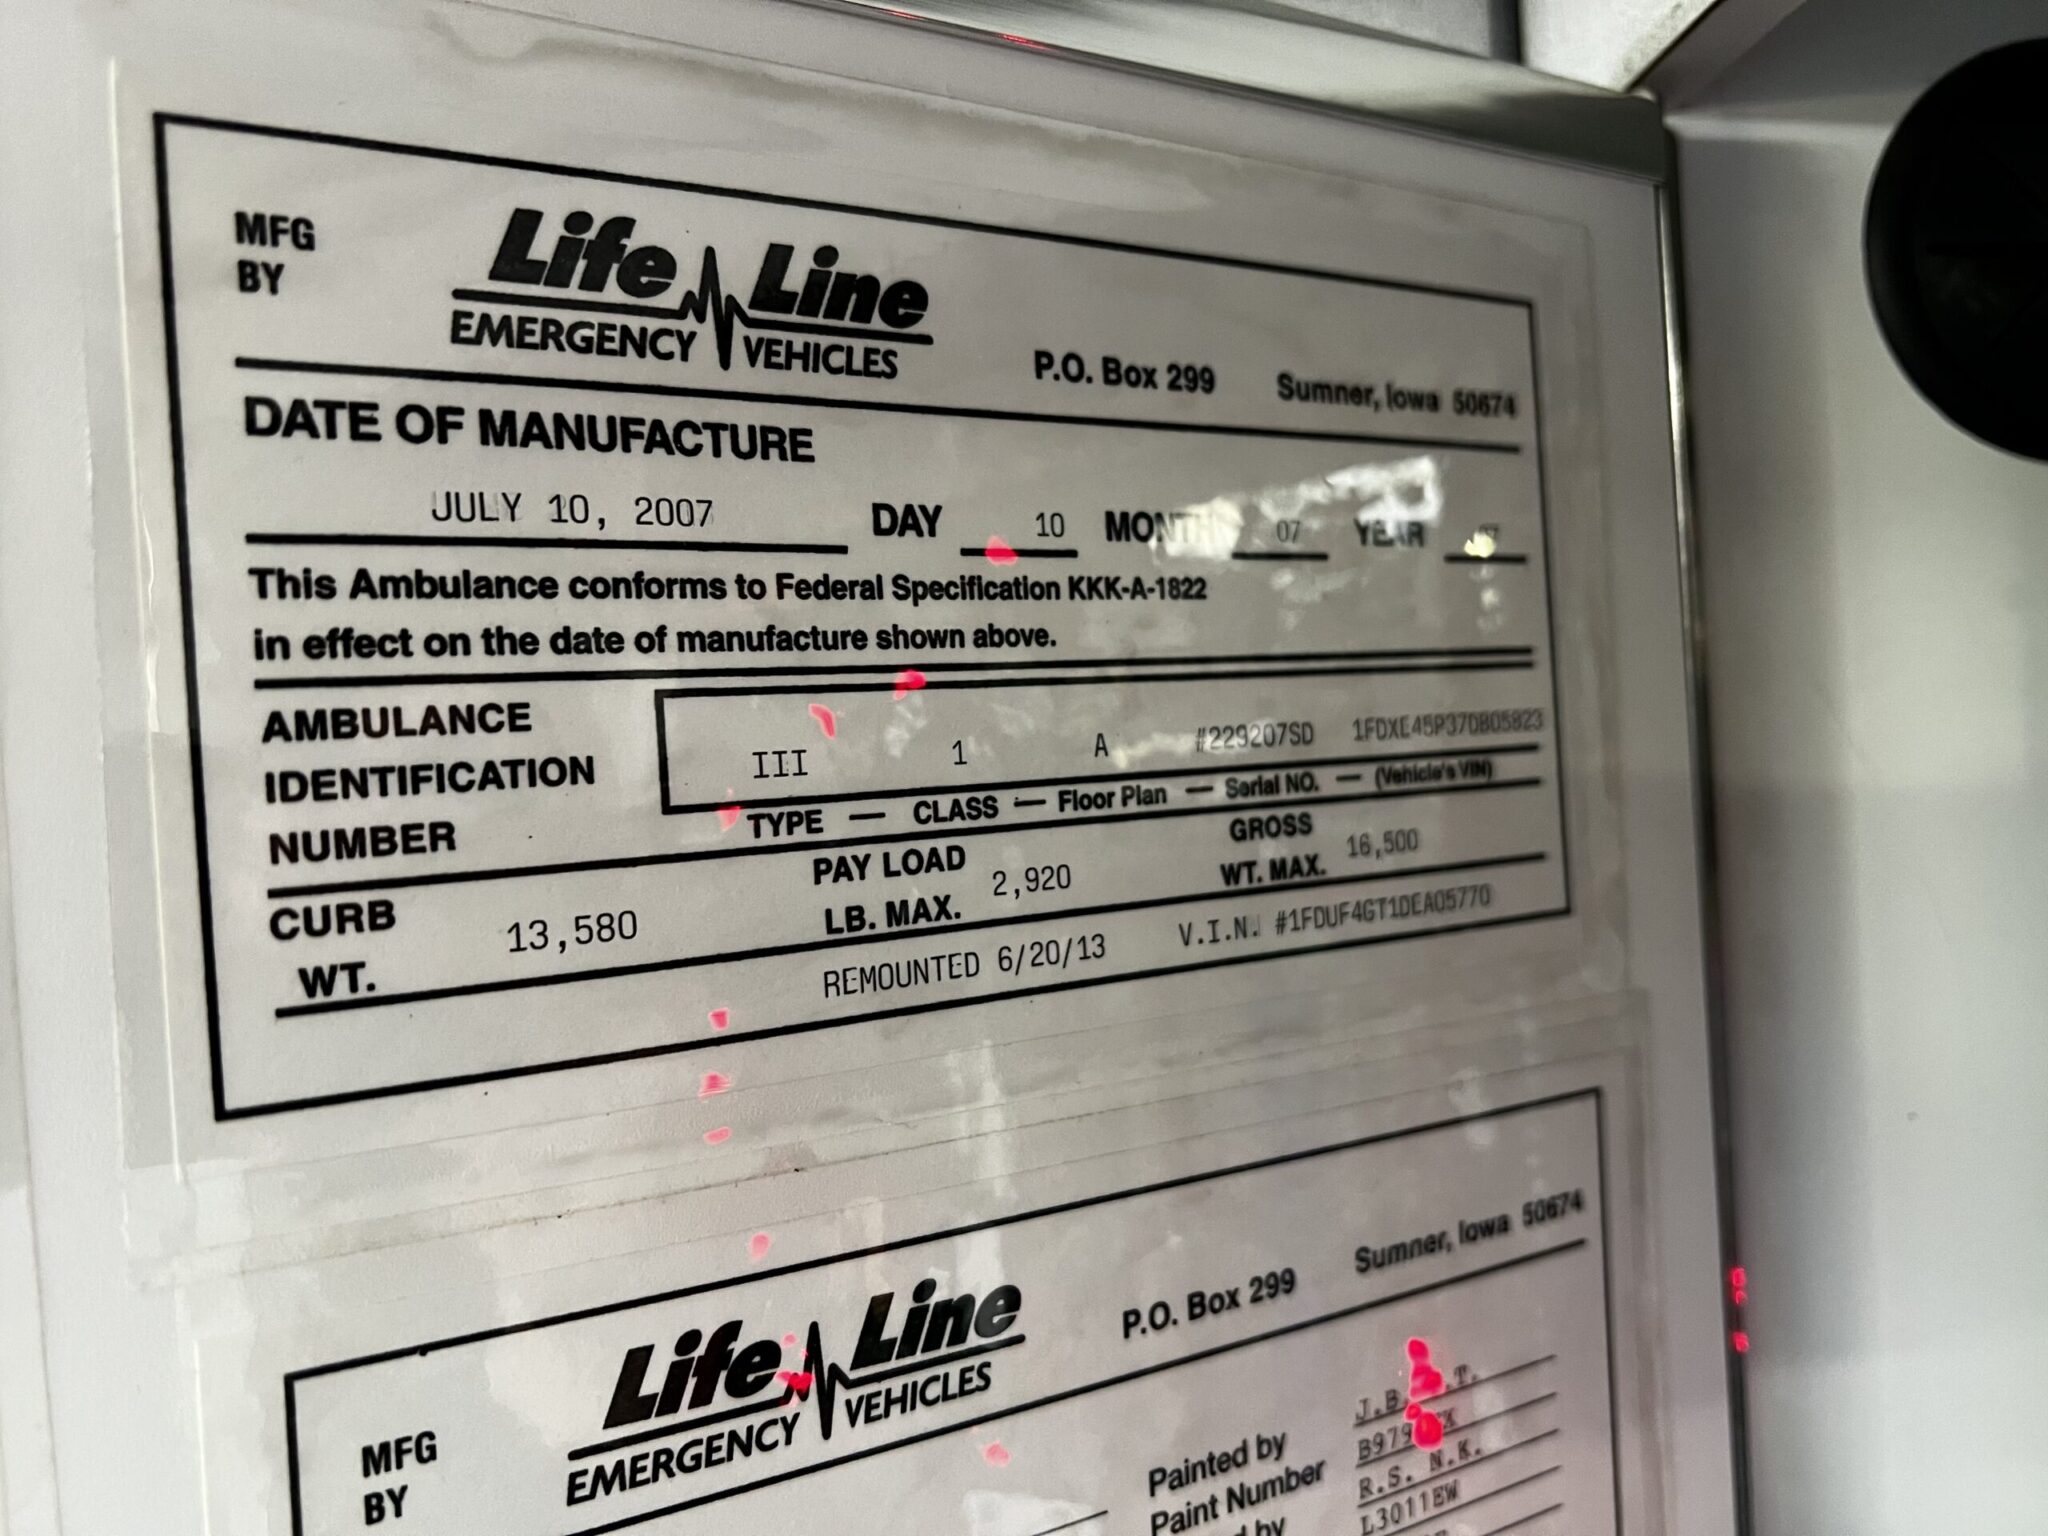 MFG
BY
Life Line
EMERGENCY VEHICLES
P.O. Box 299 Sumner, Iowa 50674
DATE OF MANUFACTURE
JULY 10, 2007 DAY 10 MONTH 07 YEAR 07
This Ambulance conforms to Federal Specification KKK-A-1822
in effect on the date of manufacture shown above.
AMBULANCE
IDENTIFICATION
NUMBER
III 1 A #229207SD 1FDXE45P37DB05823
TYPE — CLASS — Floor Plan — Serial NO. — (Vehicle's VIN)
CURB
WT.
13,580
PAY LOAD
LB. MAX.
2,920
GROSS
WT. MAX.
16,500
REMOUNTED 6/20/13 V.I.N. #1FDUF4GT1DEA05770
MFG
BY
Life Line
EMERGENCY VEHICLES
P.O. Box 299 Sumner, Iowa 50674
Painted by
Paint Number
R.S. N.K.
L3011EW
by